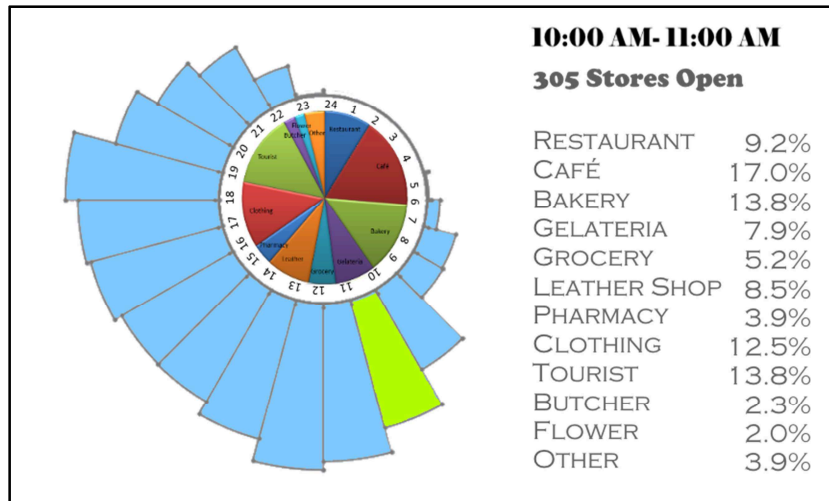 10:00 AM- 11:00 AM
305 Stores Open
RESTAURANT 9.2%
CAFÉ 17.0%
BAKERY 13.8%
GELATERIA 7.9%
GROCERY 5.2%
LEATHER SHOP 8.5%
PHARMACY 3.9%
CLOTHING 12.5%
TOURIST 13.8%
BUTCHER 2.3%
FLOWER 2.0%
OTHER 3.9%
24
1
2
3
4
5
6
7
8
9
10
11
12
13
14
15
16
17
18
19
20
21
22
23
Restaurant
Café
Bakery
Gelateria
Grocery
Leather
Pharmacy
Clothing
Tourist
Butcher
Flower
Other